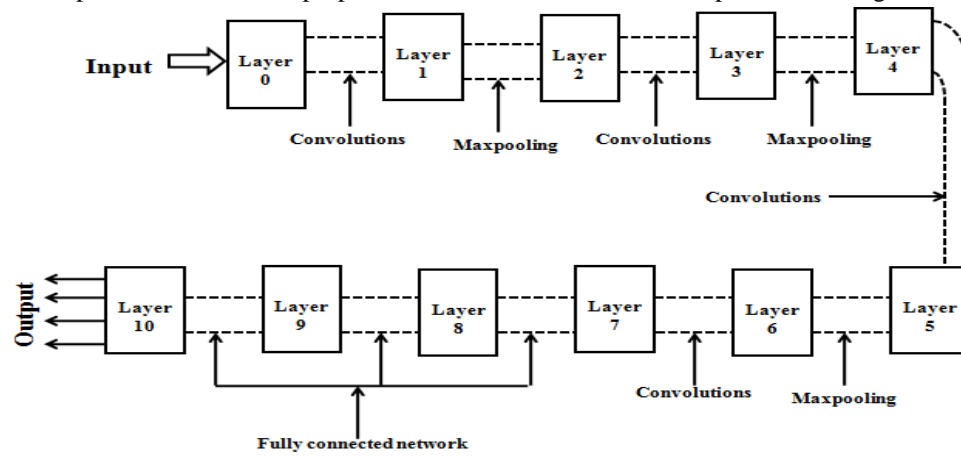 Input
Layer
0
Layer
1
Layer
2
Layer
3
Layer
4
Convolutions
Maxpooling
Convolutions
Maxpooling
Convolutions
Output
Layer
10
Layer
9
Layer
8
Layer
7
Layer
6
Layer
5
Convolutions
Maxpooling
Fully connected network